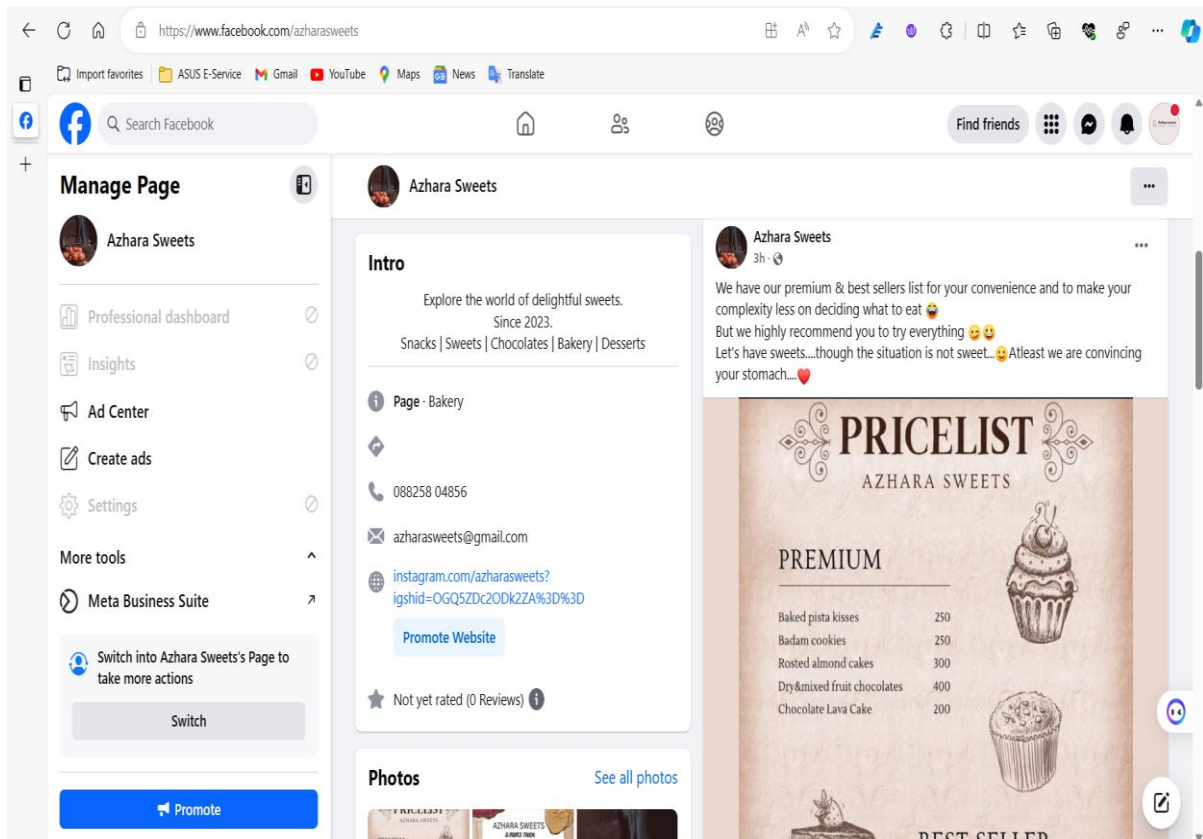 https://www.facebook.com/azharasweets
Import favorites
ASUS E-Service
Gmail
YouTube
Maps
News
Translate
Search Facebook
Find friends
Manage Page
Azhara Sweets
Professional dashboard
Insights
Ad Center
Create ads
Settings
More tools
Meta Business Suite
Switch into Azhara Sweets's Page to
take more actions
Switch
Promote
Azhara Sweets
Intro
Explore the world of delightful sweets.
Since 2023.
Snacks | Sweets | Chocolates | Bakery | Desserts
Page · Bakery
088258 04856
azharasweets@gmail.com
instagram.com/azharasweets?
igshid=OGQ5ZDc2ODk2ZA%3D%3D
Promote Website
Not yet rated (0 Reviews)
Photos
See all photos
PRICELIST
AZHARA SWEETS
AZHARA SWEETS
Azhara Sweets
3h ·
We have our premium & best sellers list for your convenience and to make your
complexity less on deciding what to eat 😂
But we highly recommend you to try everything 😏😃
Let's have sweets....though the situation is not sweet...😃Atleast we are convincing
your stomach....❤️
PRICELIST
AZHARA SWEETS
PREMIUM
Baked pista kisses 250
Badam cookies 250
Rosted almond cakes 300
Dry&mixed fruit chocolates 400
Chocolate Lava Cake 200
BEST SELLER